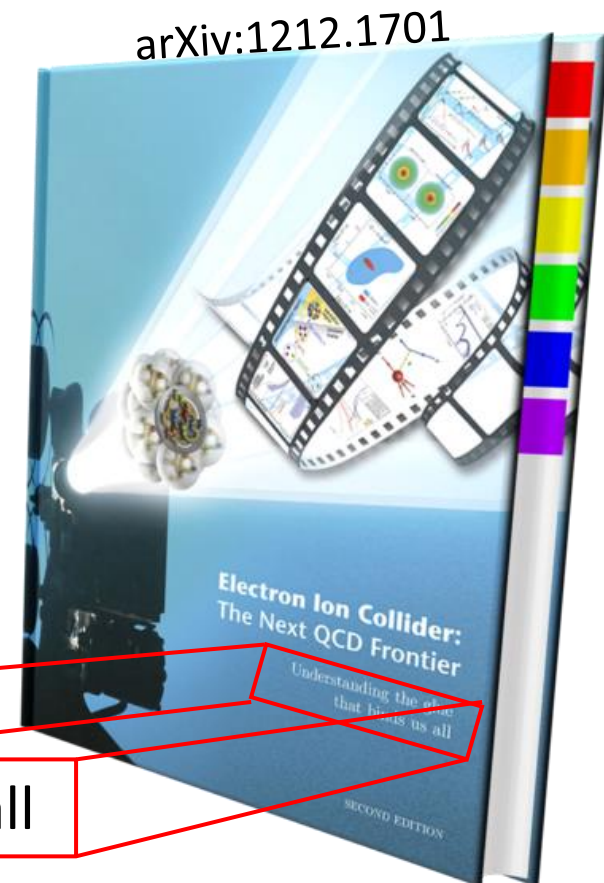 arXiv:1212.1701
Electron Ion Collider:
The Next QCD Frontier
Understanding the glue
that binds us all
SECOND EDITION
all